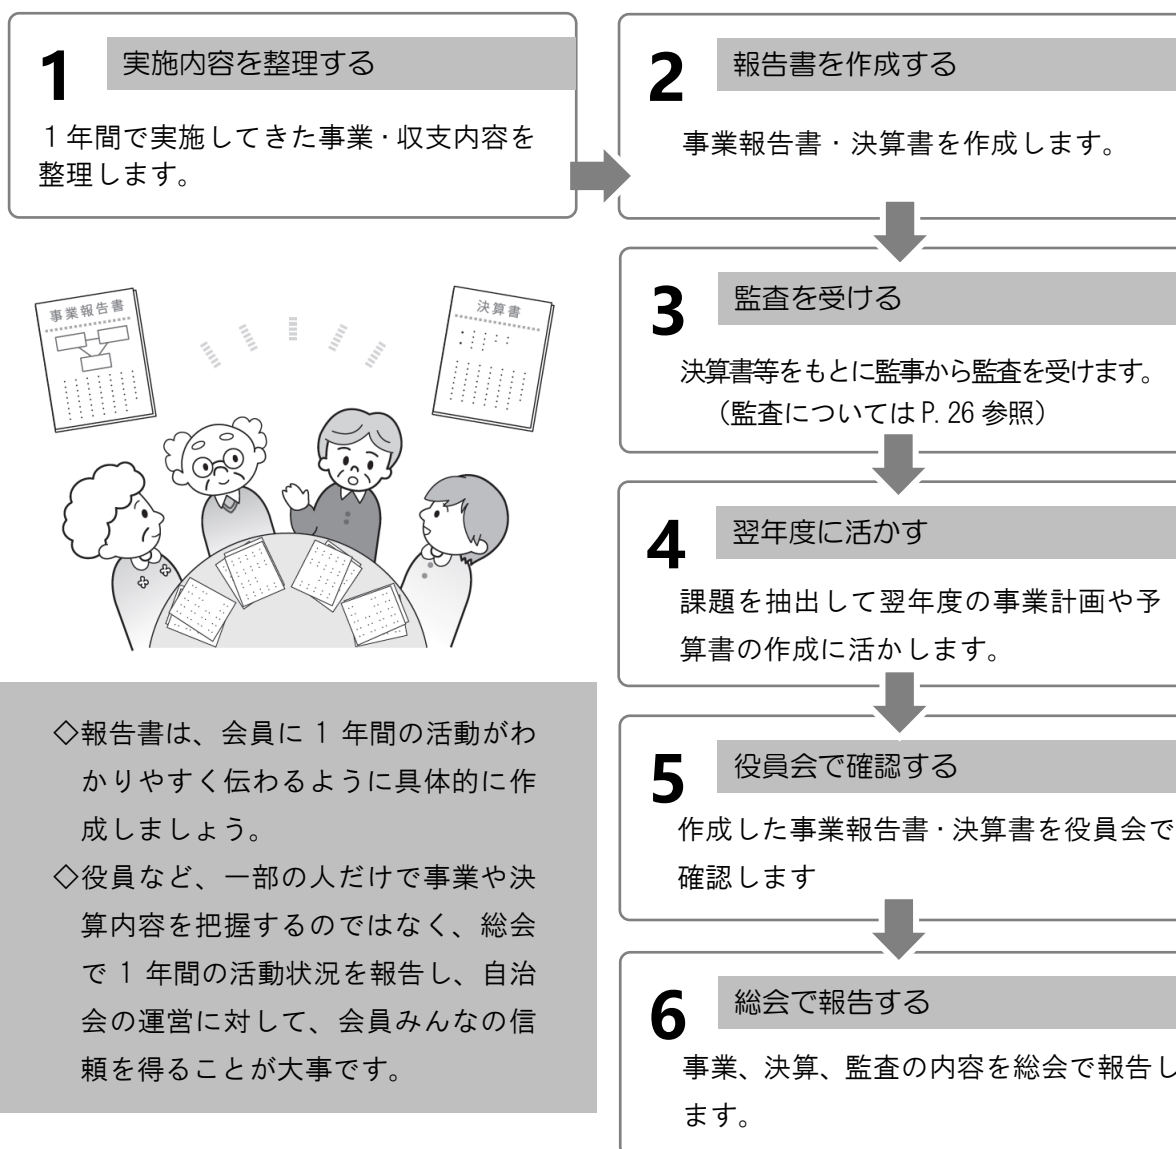 1
実施内容を整理する
1年間で実施してきた事業・収支内容を
整理します。
2
報告書を作成する
事業報告書・決算書を作成します。
3
監査を受ける
決算書等をもとに監事から監査を受けます。
（監査については P. 26 参照）
4
翌年度に活かす
課題を抽出して翌年度の事業計画や予
算書の作成に活かします。
5
役員会で確認する
作成した事業報告書・決算書を役員会で
確認します
6
総会で報告する
事業、決算、監査の内容を総会で報告し
ます。
事業報告書
決算書
◇報告書は、会員に 1 年間の活動がわ
かりやすく伝わるように具体的に作
成しましょう。
◇役員など、一部の人だけで事業や決
算内容を把握するのではなく、総会
で 1 年間の活動状況を報告し、自治
会の運営に対して、会員みんなの信
頼を得ることが大事です。